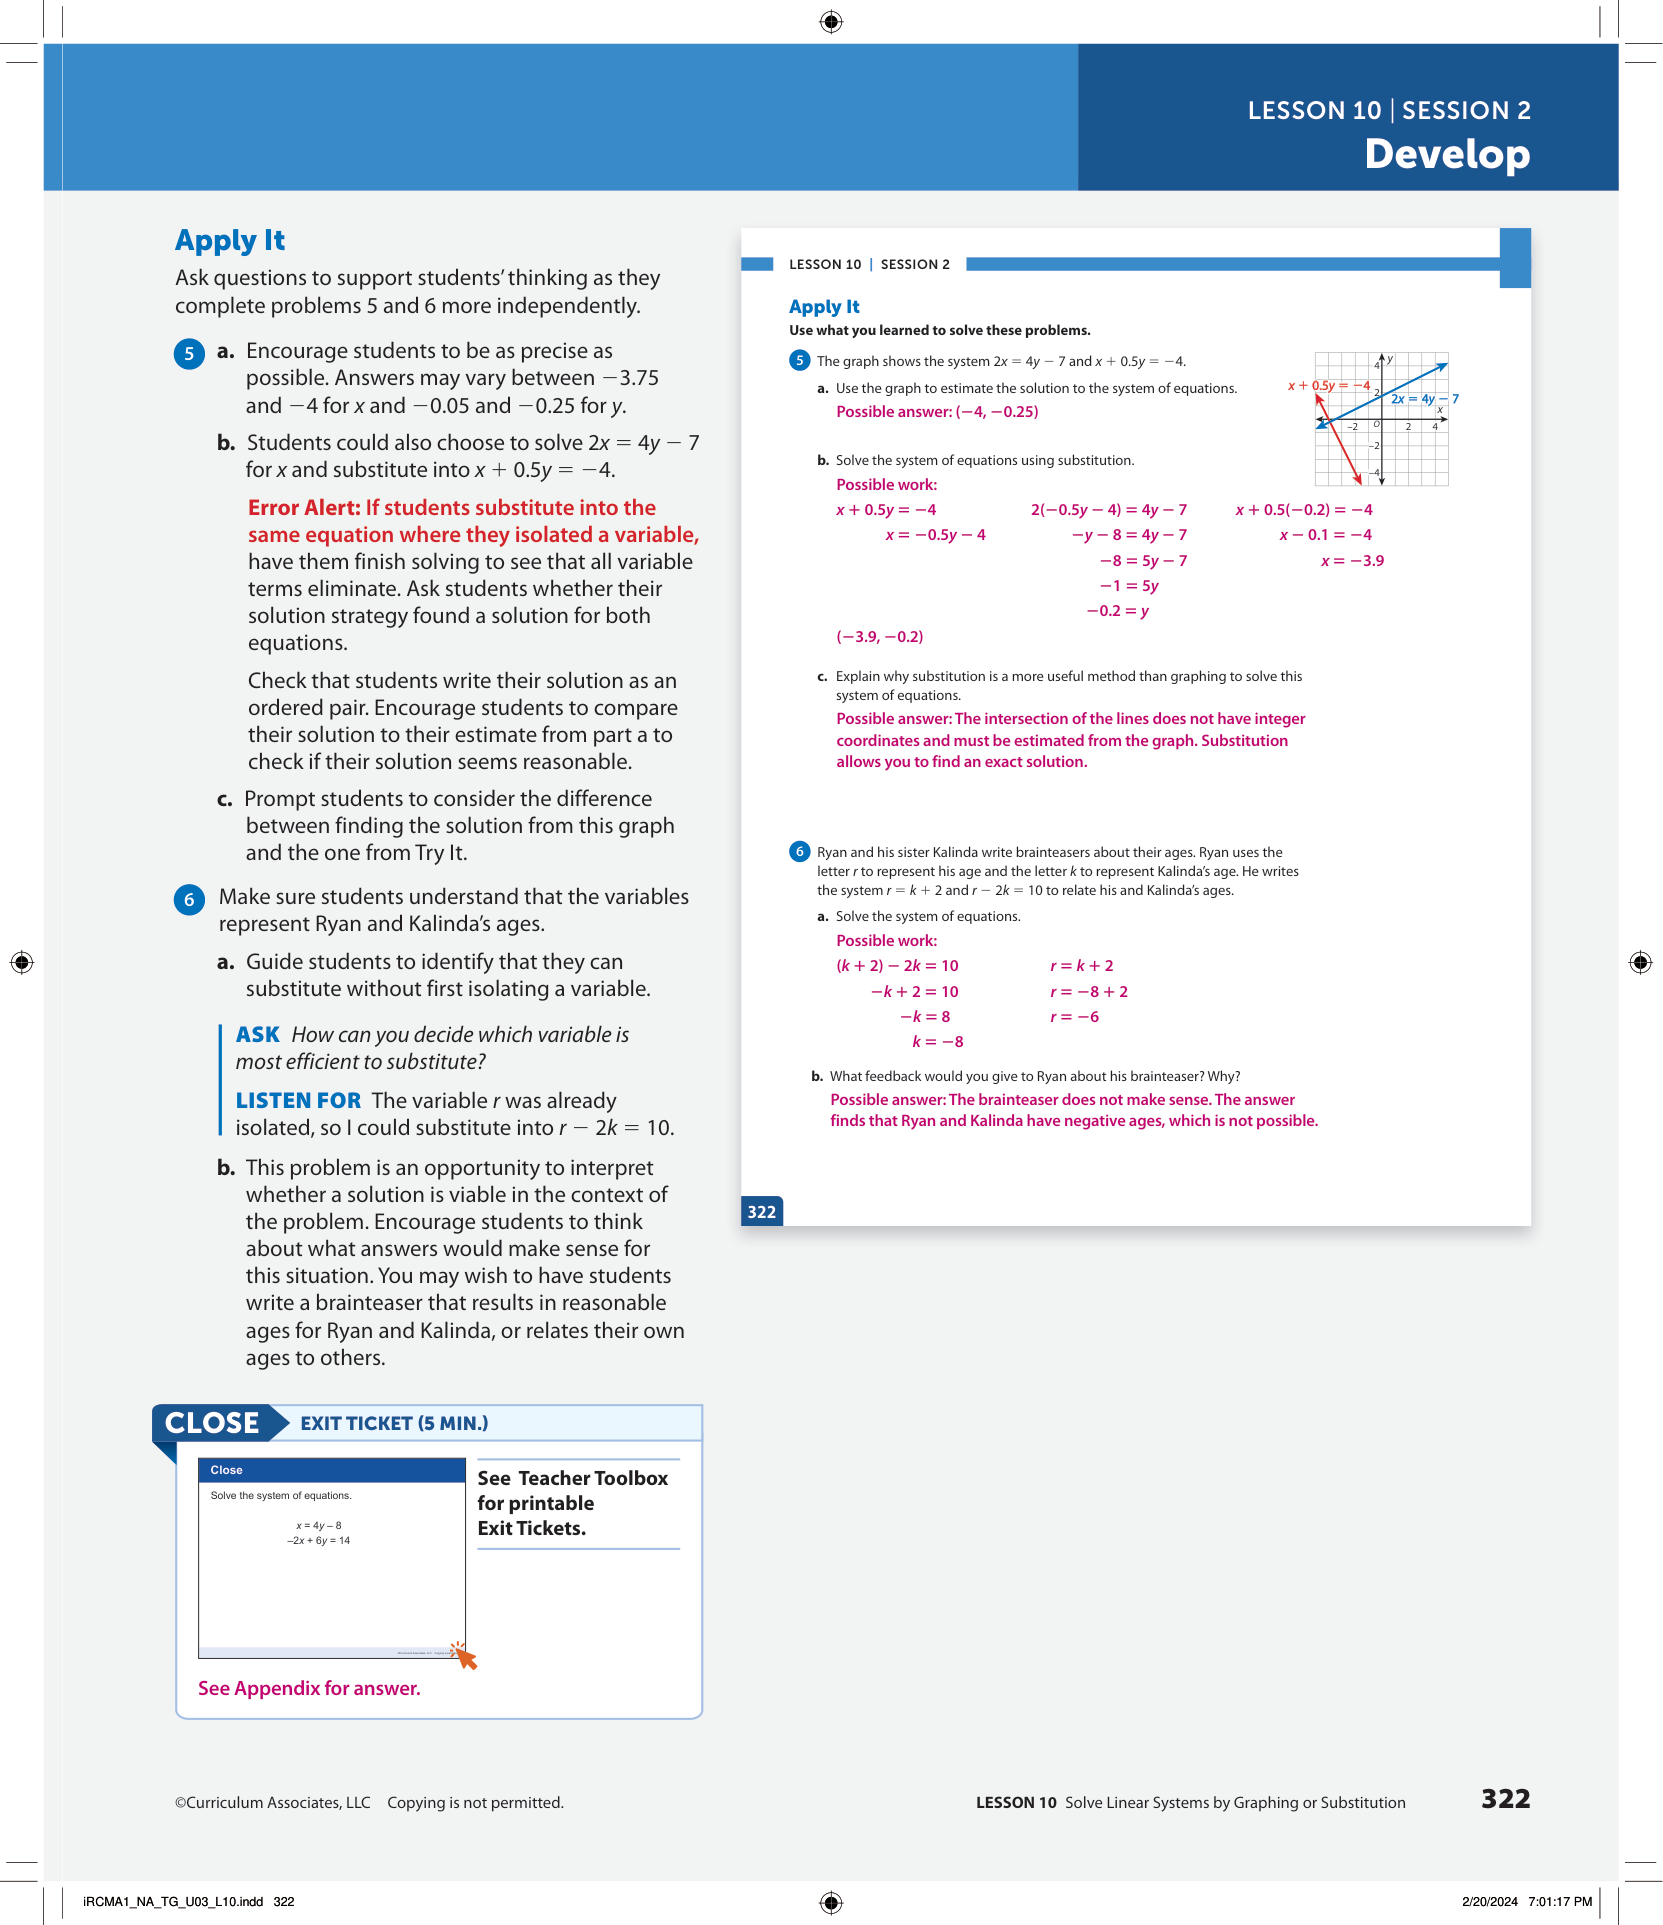 LESSON 10 | SESSION 2
Develop
Apply It
Ask questions to support students’ thinking as they
complete problems 5 and 6 more independently.
5 a. Encourage students to be as precise as
possible. Answers may vary between −3.75
and −4 for x and −0.05 and −0.25 for y.
b. Students could also choose to solve 2x = 4y − 7
for x and substitute into x + 0.5y = −4.
Error Alert: If students substitute into the
same equation where they isolated a variable,
have them finish solving to see that all variable
terms eliminate. Ask students whether their
solution strategy found a solution for both
equations.
Check that students write their solution as an
ordered pair. Encourage students to compare
their solution to their estimate from part a to
check if their solution seems reasonable.
c. Prompt students to consider the difference
between finding the solution from this graph
and the one from Try It.
6 Make sure students understand that the variables
represent Ryan and Kalinda’s ages.
a. Guide students to identify that they can
substitute without first isolating a variable.
ASK How can you decide which variable is
most efficient to substitute?
LISTEN FOR The variable r was already
isolated, so I could substitute into r − 2k = 10.
b. This problem is an opportunity to interpret
whether a solution is viable in the context of
the problem. Encourage students to think
about what answers would make sense for
this situation. You may wish to have students
write a brainteaser that results in reasonable
ages for Ryan and Kalinda, or relates their own
ages to others.
CLOSE EXIT TICKET (5 MIN.)
Close
Solve the system of equations.
x = 4y – 8
–2x + 6y = 14
See Teacher Toolbox
for printable
Exit Tickets.
See Appendix for answer.
LESSON 10 | SESSION 2
Apply It
Use what you learned to solve these problems.
5 The graph shows the system 2x = 4y − 7 and x + 0.5y = −4.
a. Use the graph to estimate the solution to the system of equations.
Possible answer: (−4, −0.25)
y
4
x + 0.5y = −4
2
2x = 4y − 7
x
−2 O 2 4
−2
−4
b. Solve the system of equations using substitution.
Possible work:
x + 0.5y = −4 2(−0.5y − 4) = 4y − 7 x + 0.5(−0.2) = −4
x = −0.5y − 4 −y − 8 = 4y − 7 x − 0.1 = −4
−8 = 5y − 7 x = −3.9
−1 = 5y
−0.2 = y
(−3.9, −0.2)
c. Explain why substitution is a more useful method than graphing to solve this
system of equations.
Possible answer: The intersection of the lines does not have integer
coordinates and must be estimated from the graph. Substitution
allows you to find an exact solution.
6 Ryan and his sister Kalinda write brainteasers about their ages. Ryan uses the
letter r to represent his age and the letter k to represent Kalinda’s age. He writes
the system r = k + 2 and r − 2k = 10 to relate his and Kalinda’s ages.
a. Solve the system of equations.
Possible work:
(k + 2) − 2k = 10 r = k + 2
−k + 2 = 10 r = −8 + 2
−k = 8 r = −6
k = −8
b. What feedback would you give to Ryan about his brainteaser? Why?
Possible answer: The brainteaser does not make sense. The answer
finds that Ryan and Kalinda have negative ages, which is not possible.
322
©Curriculum Associates, LLC Copying is not permitted.
LESSON 10 Solve Linear Systems by Graphing or Substitution 322
iRCMA1_NA_TG_U03_L10.indd 322
2/20/2024 7:01:17 PM